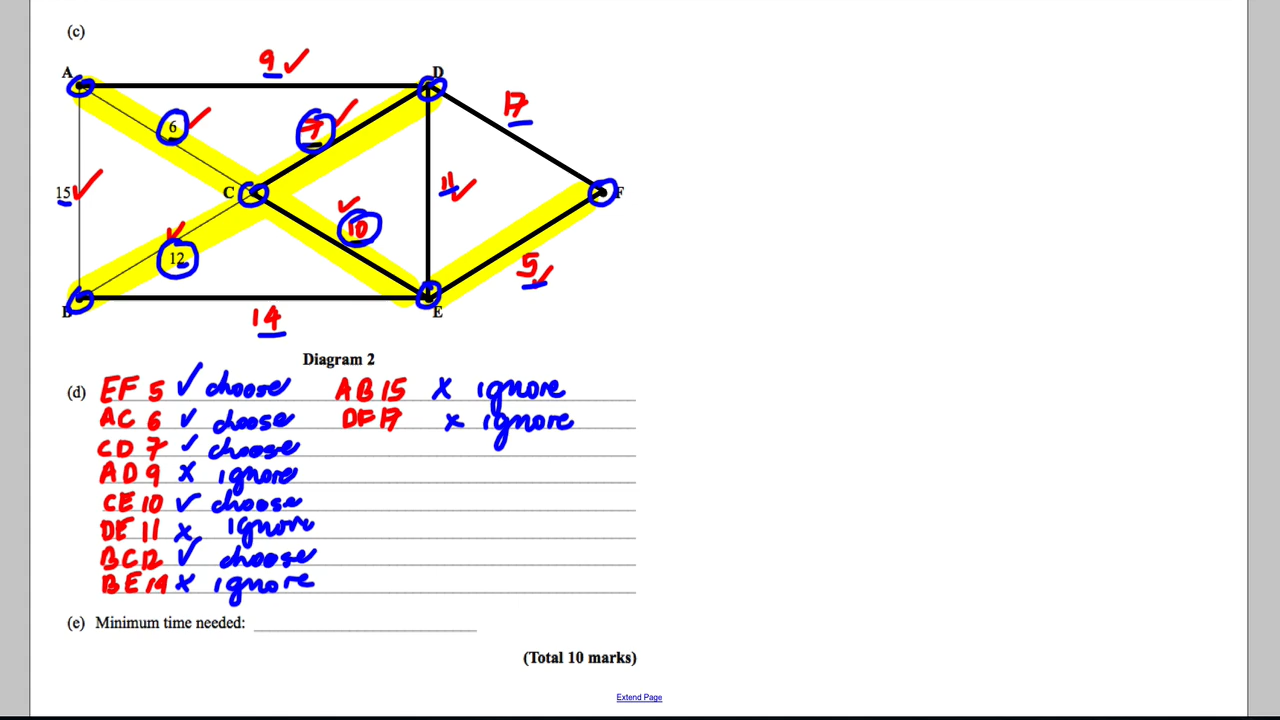 (c)
9
A
D
17
6
7
15
C
11
F
10
12
5
B
E
14
Diagram 2
(d) EF 5 ✓ choose AB 15 x ignore
AC 6 ✓ choose DF 17 x ignore
CD 7 ✓ choose
AD 9 x ignore
CE 10 ✓ choose
DE 11 x ignore
BC 12 ✓ choose
BE 14 x ignore
(e) Minimum time needed:
(Total 10 marks)
Extend Page